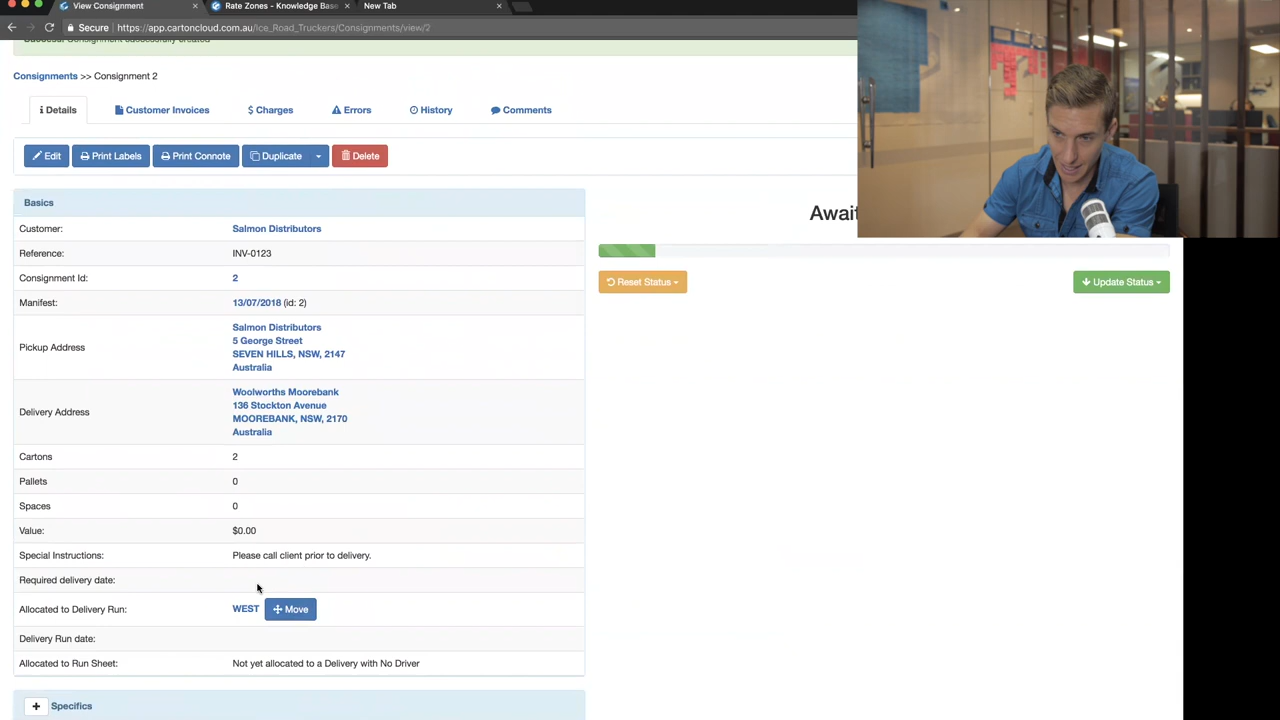 View Consignment
Rate Zones - Knowledge Base
New Tab
Secure
https://app.cartoncloud.com.au/Ice_Road_Truckers/Consignments/view/2
Success! Consignment successfully created
Consignments >> Consignment 2
Details
Customer Invoices
$ Charges
Errors
History
Comments
Edit
Print Labels
Print Connote
Duplicate
Delete
Basics
Customer: Salmon Distributors
Reference: INV-0123
Consignment Id: 2
Manifest: 13/07/2018 (id: 2)
Pickup Address
Salmon Distributors
5 George Street
SEVEN HILLS, NSW, 2147
Australia
Delivery Address
Woolworths Moorebank
136 Stockton Avenue
MOOREBANK, NSW, 2170
Australia
Cartons 2
Pallets 0
Spaces 0
Value: $0.00
Special Instructions: Please call client prior to delivery.
Required delivery date:
Allocated to Delivery Run: WEST Move
Delivery Run date:
Allocated to Run Sheet: Not yet allocated to a Delivery with No Driver
+ Specifics
Await
Reset Status
Update Status